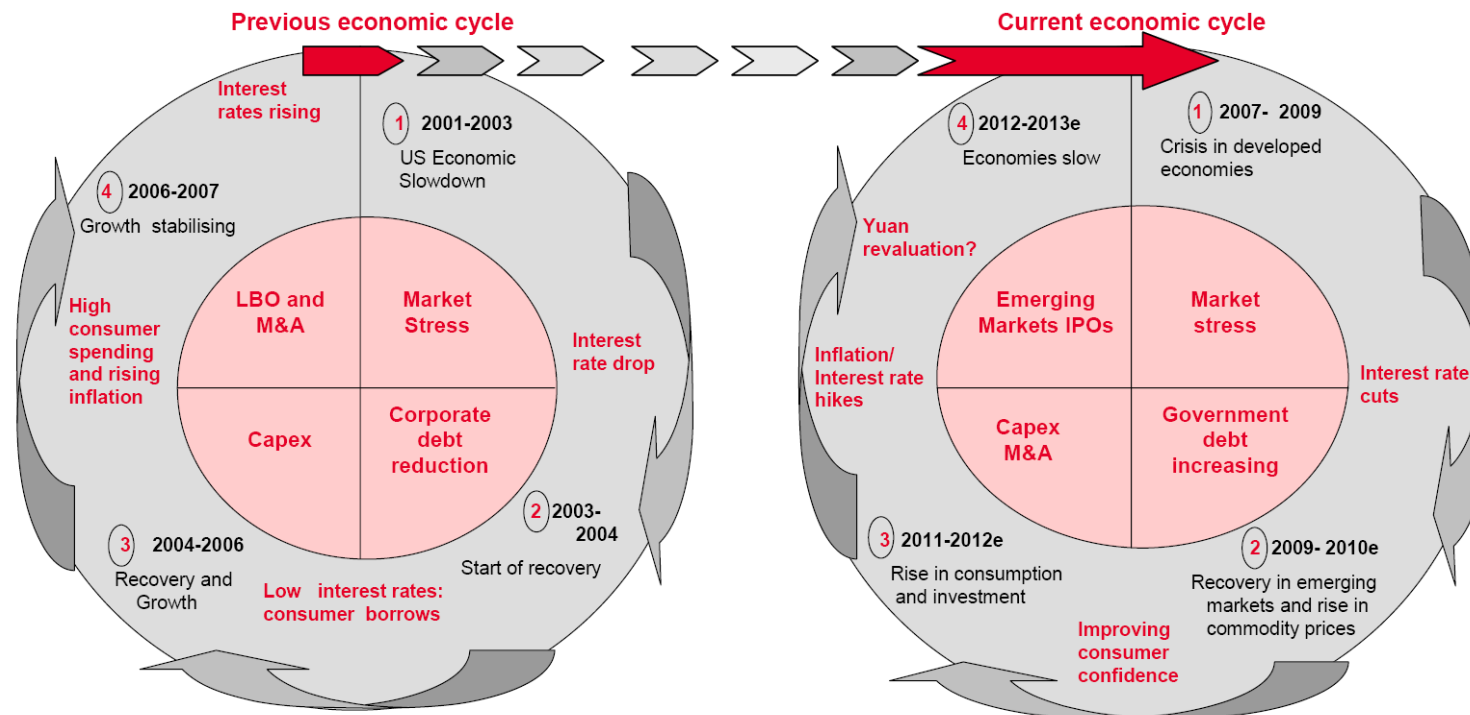 Previous economic cycle
Interest
rates rising
1 2001-2003
US Economic
Slowdown
4 2006-2007
Growth stabilising
High
consumer
spending
and rising
inflation
LBO and
M&A
Market
Stress
Interest
rate drop
Capex
Corporate
debt
reduction
2 2003-
2004
Start of recovery
3 2004-2006
Recovery and
Growth
Low interest rates:
consumer borrows
Current economic cycle
4 2012-2013e
Economies slow
1 2007- 2009
Crisis in developed
economies
Yuan
revaluation?
Emerging
Markets IPOs
Market
stress
Inflation/
Interest rate
hikes
Interest rate
cuts
Capex
M&A
Government
debt
increasing
3 2011-2012e
Rise in consumption
and investment
2 2009- 2010e
Recovery in emerging
markets and rise in
commodity prices
Improving
consumer
confidence